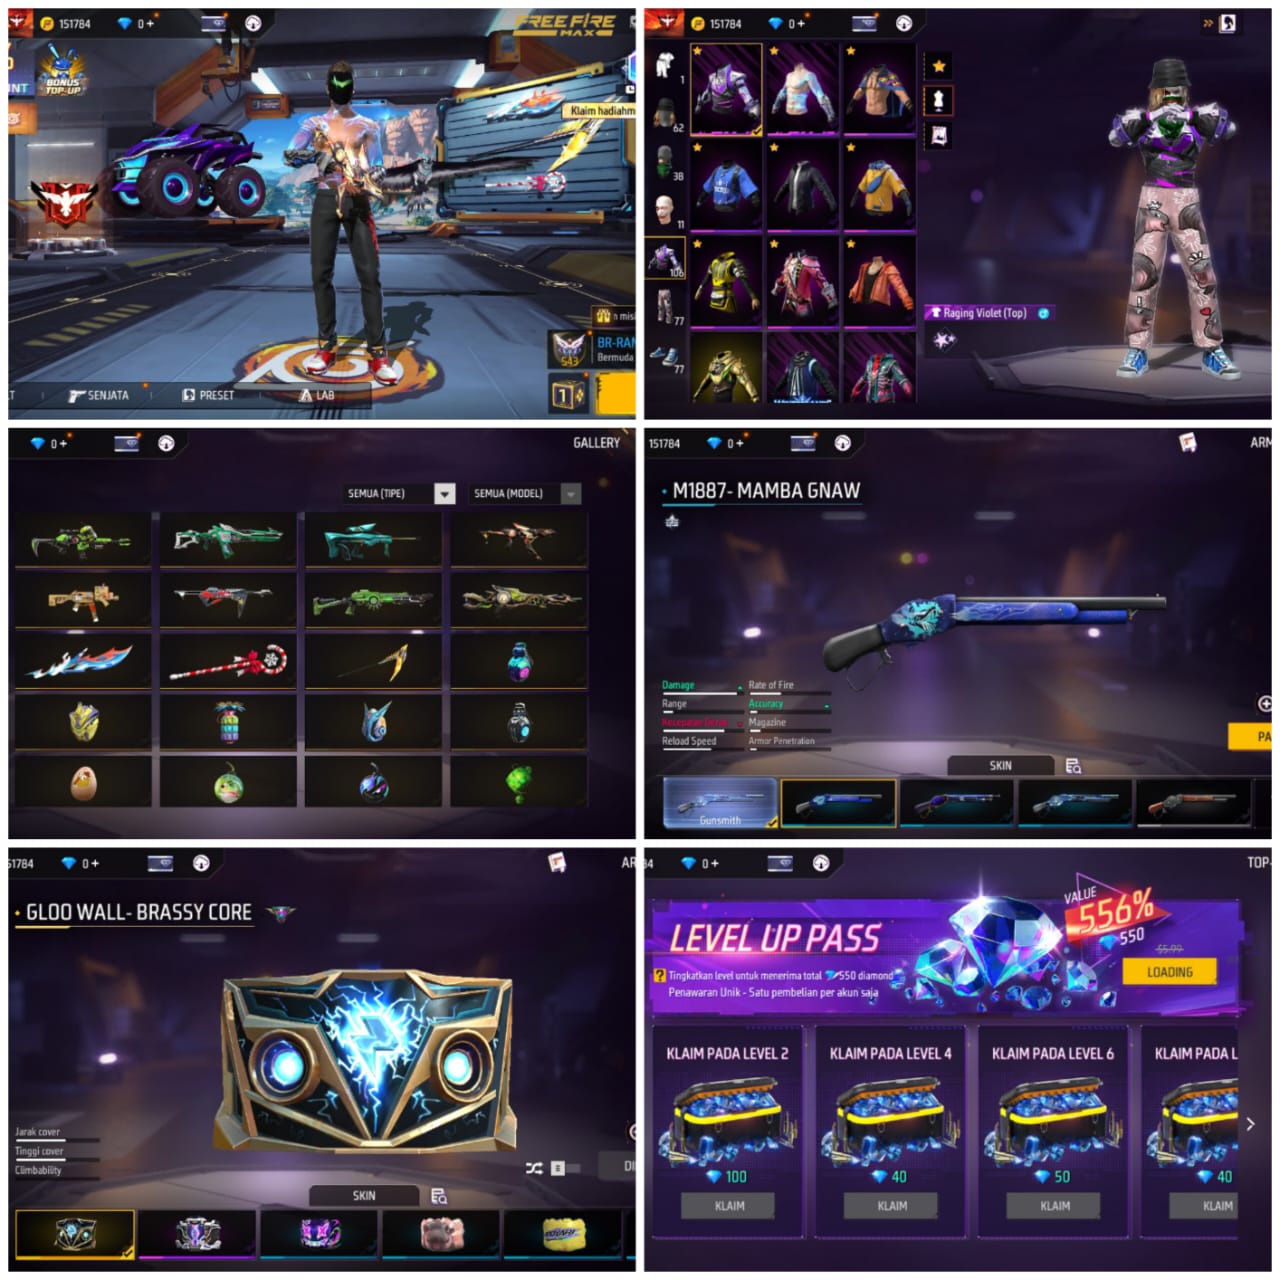 151784
0+
FREE FIRE
MAX
BONUS
TOP-UP
Klaim hadiahm
543
BR-RAN
Bermuda
1
SENJATA
PRESET
LAB
151784
0+
1
62
38
11
106
77
77
Raging Violet (Top)
0+
GALLERY
SEMUA (TIPE)
SEMUA (MODEL)
151784
0+
ARM
M1887- MAMBA GNAW
Damage
Rate of Fire
Range
Accuracy
Reload Speed
Magazine
Armor Penetration
PA
SKIN
Gunsmith
51784
0+
AR
GLOO WALL- BRASSY CORE
Jarak cover
Tinggi cover
Climbability
DI
SKIN
84
0+
TOP-
LEVEL UP PASS
VALUE
556%
550
$5.99
LOADING
Tingkatkan level untuk menerima total 550 diamond
Penawaran Unik - Satu pembelian per akun saja
KLAIM PADA LEVEL 2
KLAIM PADA LEVEL 4
KLAIM PADA LEVEL 6
KLAIM PADA L
100
40
50
40
KLAIM
KLAIM
KLAIM
KLAIM